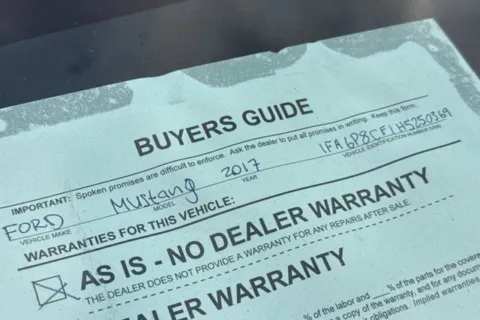 BUYERS GUIDE
IMPORTANT: Spoken promises are difficult to enforce. Ask the dealer to put all promises in writing. Keep this form.
FORD Mustang 2017 1FA6P8CF1H5250369
VEHICLE MAKE MODEL YEAR VEHICLE IDENTIFICATION NUMBER (VIN)
WARRANTIES FOR THIS VEHICLE:
AS IS - NO DEALER WARRANTY
THE DEALER DOES NOT PROVIDE A WARRANTY FOR ANY REPAIRS AFTER SALE.
ALER WARRANTY
% of the labor and ___% of the parts for the covered
a copy of the warranty, and for any docum
obligations. Implied warranties